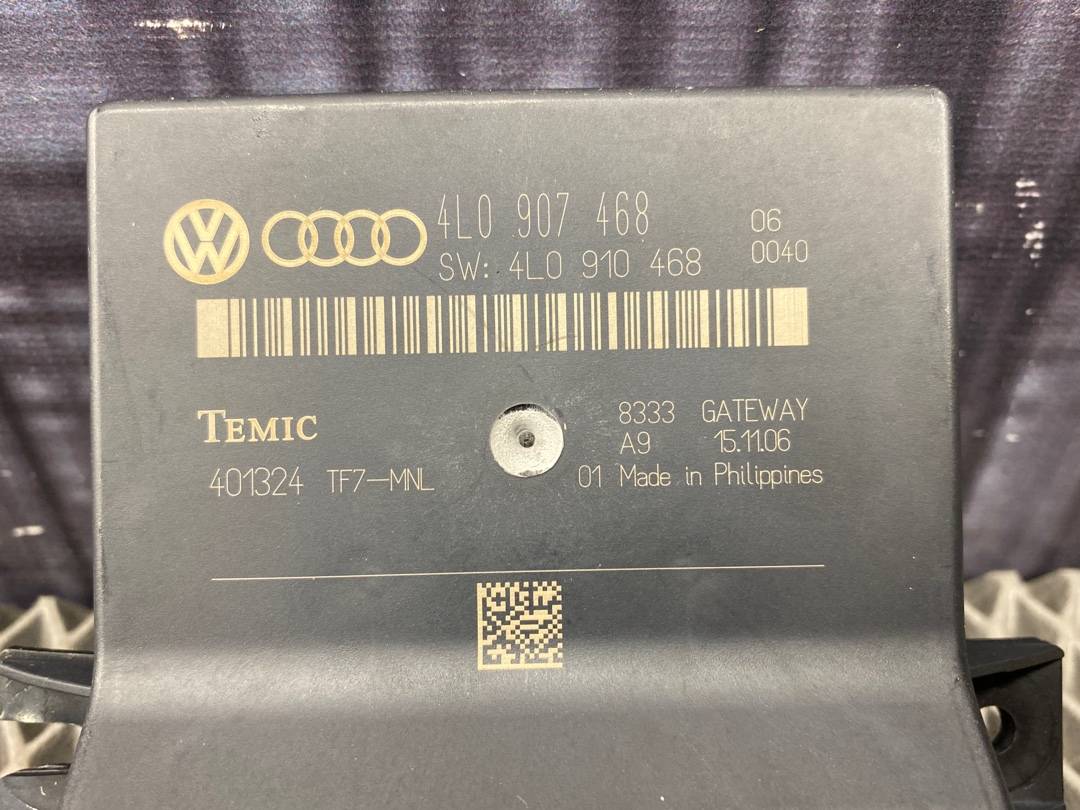 4L0 907 468 06
SW: 4L0 910 468 0040
TEMIC
8333 GATEWAY
A9 15.11.06
401324 TF7-MNL 01 Made in Philippines